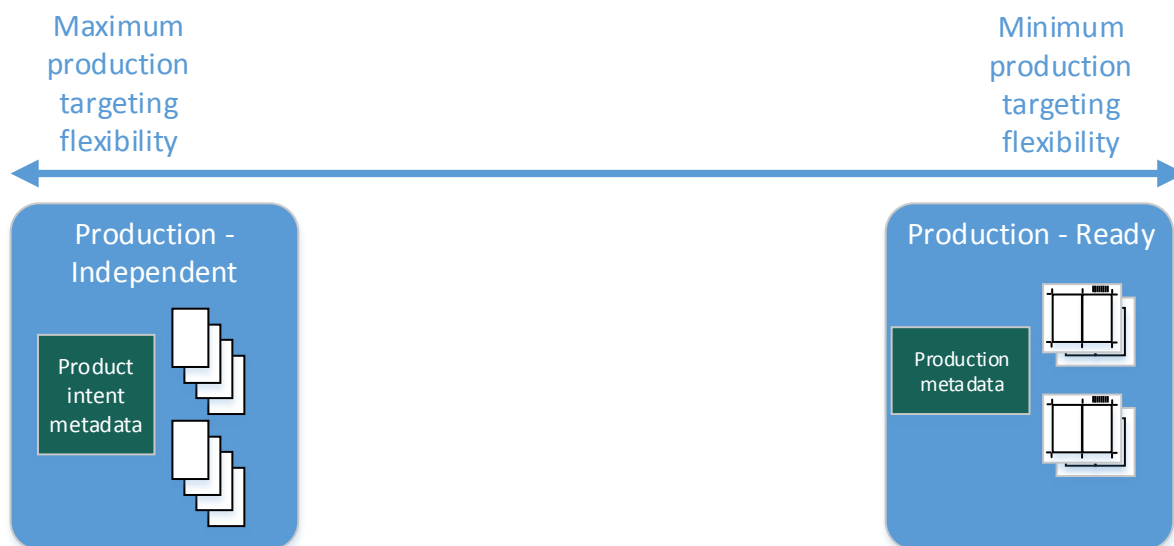 Maximum
production
targeting
flexibility
Minimum
production
targeting
flexibility
Production -
Independent
Product
intent
metadata
Production - Ready
Production
metadata